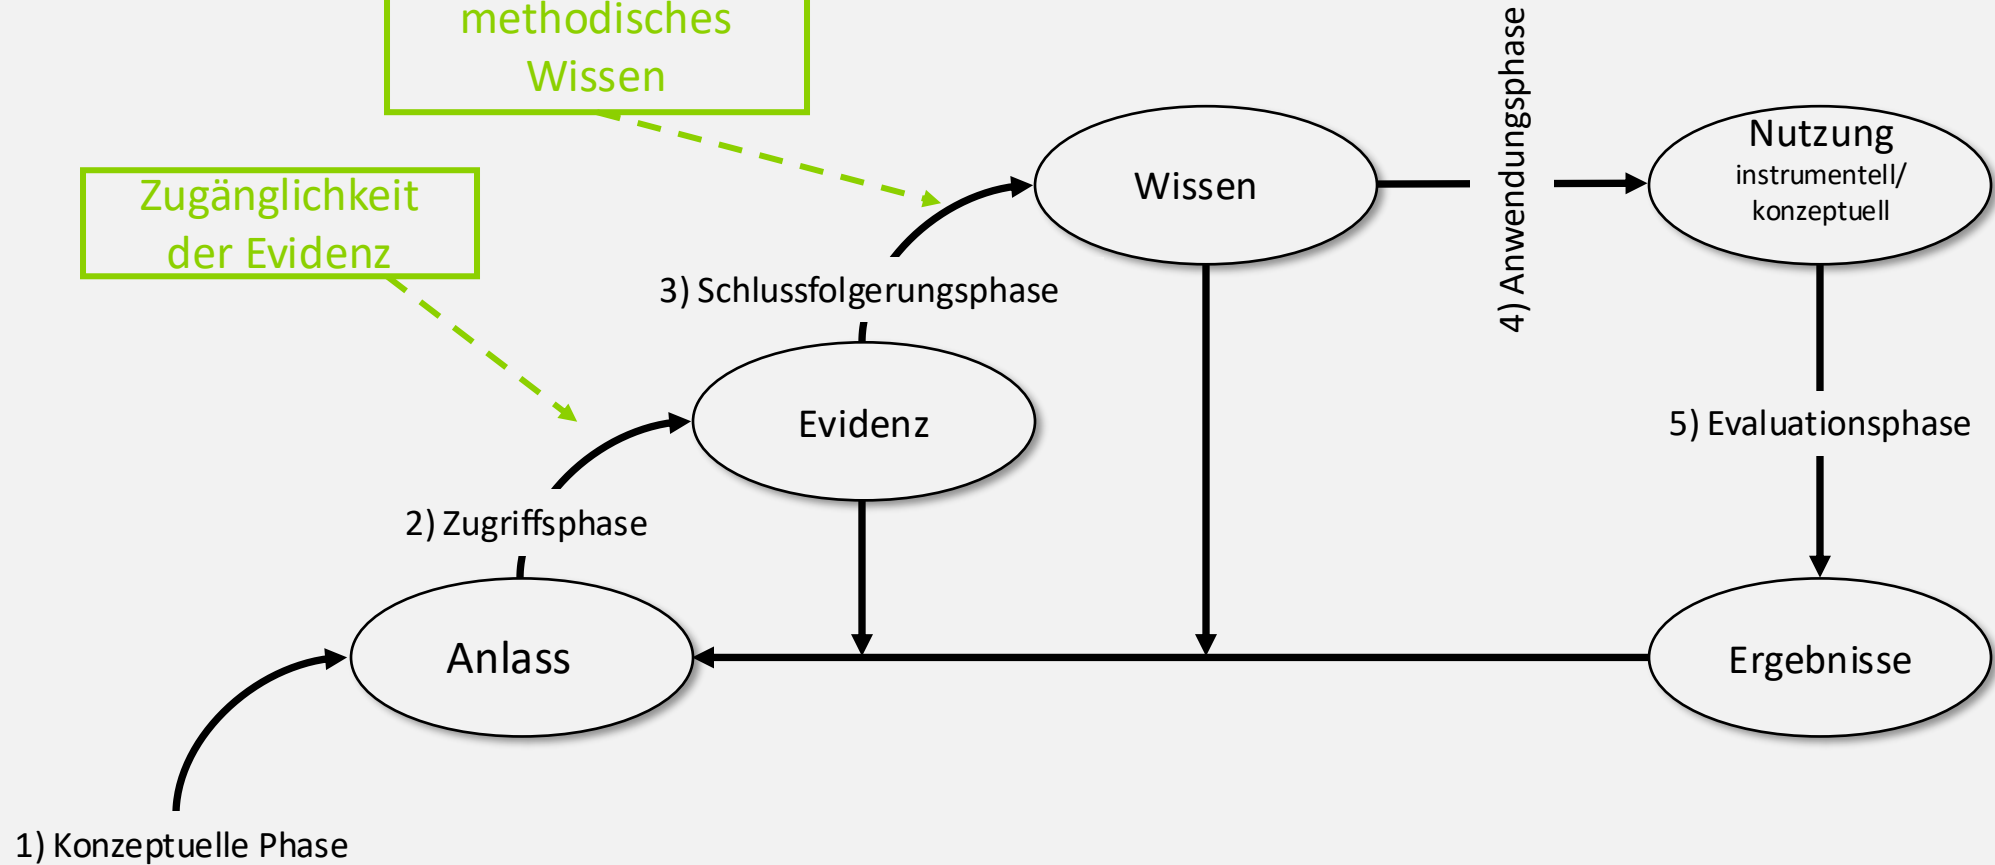 methodisches
Wissen
Zugänglichkeit
der Evidenz
Wissen
4) Anwendungsphase
Nutzung
instrumentell/
konzeptuell
3) Schlussfolgerungsphase
Evidenz
5) Evaluationsphase
2) Zugriffsphase
Anlass
Ergebnisse
1) Konzeptuelle Phase